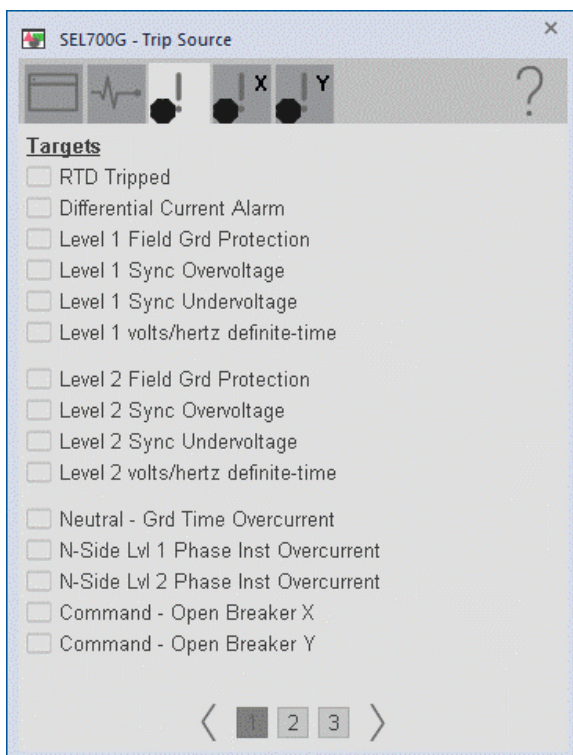 SEL700G - Trip Source
X Y ?
Targets
RTD Tripped
Differential Current Alarm
Level 1 Field Grd Protection
Level 1 Sync Overvoltage
Level 1 Sync Undervoltage
Level 1 volts/hertz definite-time
Level 2 Field Grd Protection
Level 2 Sync Overvoltage
Level 2 Sync Undervoltage
Level 2 volts/hertz definite-time
Neutral - Grd Time Overcurrent
N-Side Lvl 1 Phase Inst Overcurrent
N-Side Lvl 2 Phase Inst Overcurrent
Command - Open Breaker X
Command - Open Breaker Y
1 2 3